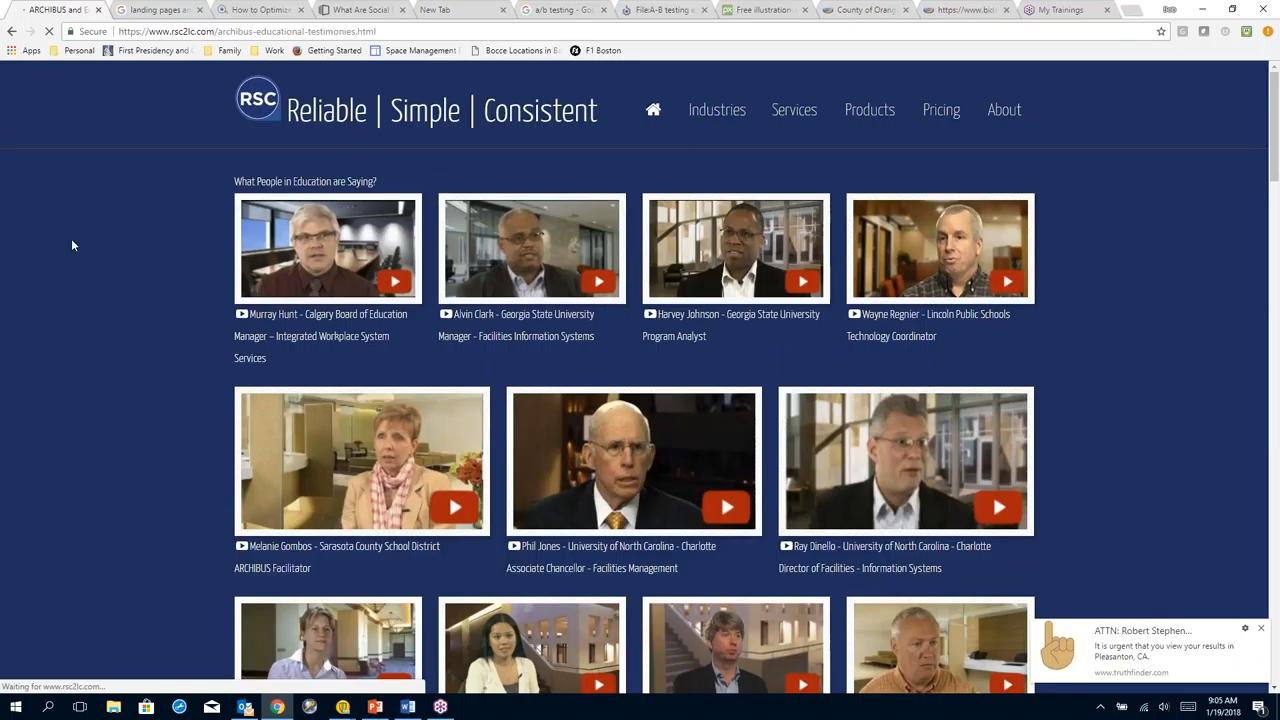 ARCHIBUS and E
landing pages an
How to Optimize
What Are Social
New Tab
a/b testing - Goo
File:A-B testing e
Free illustration
County of Orang
https://www.bids
My Trainings
Bob
Secure
https://www.rsc2lc.com/archibus-educational-testimonies.html
Apps
Personal
First Presidency and C
Family
Work
Getting Started
Space Management
Bocce Locations in Be
F1 Boston
RSC
Reliable | Simple | Consistent
Industries
Services
Products
Pricing
About
What People in Education are Saying?
Murray Hunt - Calgary Board of Education
Manager – Integrated Workplace System
Services
Alvin Clark - Georgia State University
Manager - Facilities Information Systems
Harvey Johnson - Georgia State University
Program Analyst
Wayne Regnier - Lincoln Public Schools
Technology Coordinator
Melanie Gombos - Sarasota County School District
ARCHIBUS Facilitator
Phil Jones - University of North Carolina - Charlotte
Associate Chancellor - Facilities Management
Ray Dinello - University of North Carolina - Charlotte
Director of Facilities - Information Systems
ATTN: Robert Stephen...
It is urgent that you view your results in
Pleasanton, CA.
www.truthfinder.com
Waiting for www.rsc2lc.com...
9:05 AM
1/19/2018